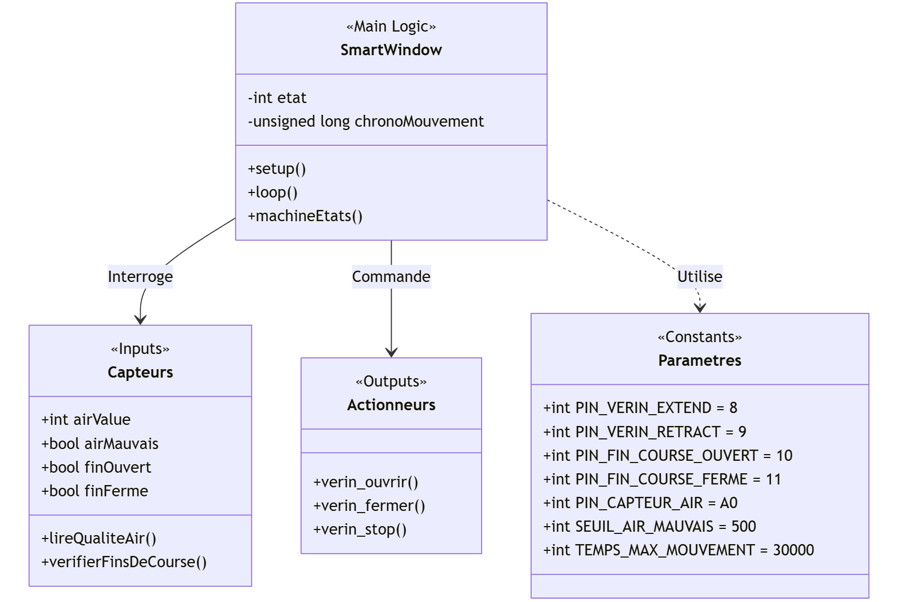 «Main Logic»
SmartWindow
-int etat
-unsigned long chronoMouvement
+setup()
+loop()
+machineEtats()
Interroge
Commande
Utilise
«Inputs»
Capteurs
+int airValue
+bool airMauvais
+bool finOuvert
+bool finFerme
+lireQualiteAir()
+verifierFinsDeCourse()
«Outputs»
Actionneurs
+verin_ouvrir()
+verin_fermer()
+verin_stop()
«Constants»
Parametres
+int PIN_VERIN_EXTEND = 8
+int PIN_VERIN_RETRACT = 9
+int PIN_FIN_COURSE_OUVERT = 10
+int PIN_FIN_COURSE_FERME = 11
+int PIN_CAPTEUR_AIR = A0
+int SEUIL_AIR_MAUVAIS = 500
+int TEMPS_MAX_MOUVEMENT = 30000